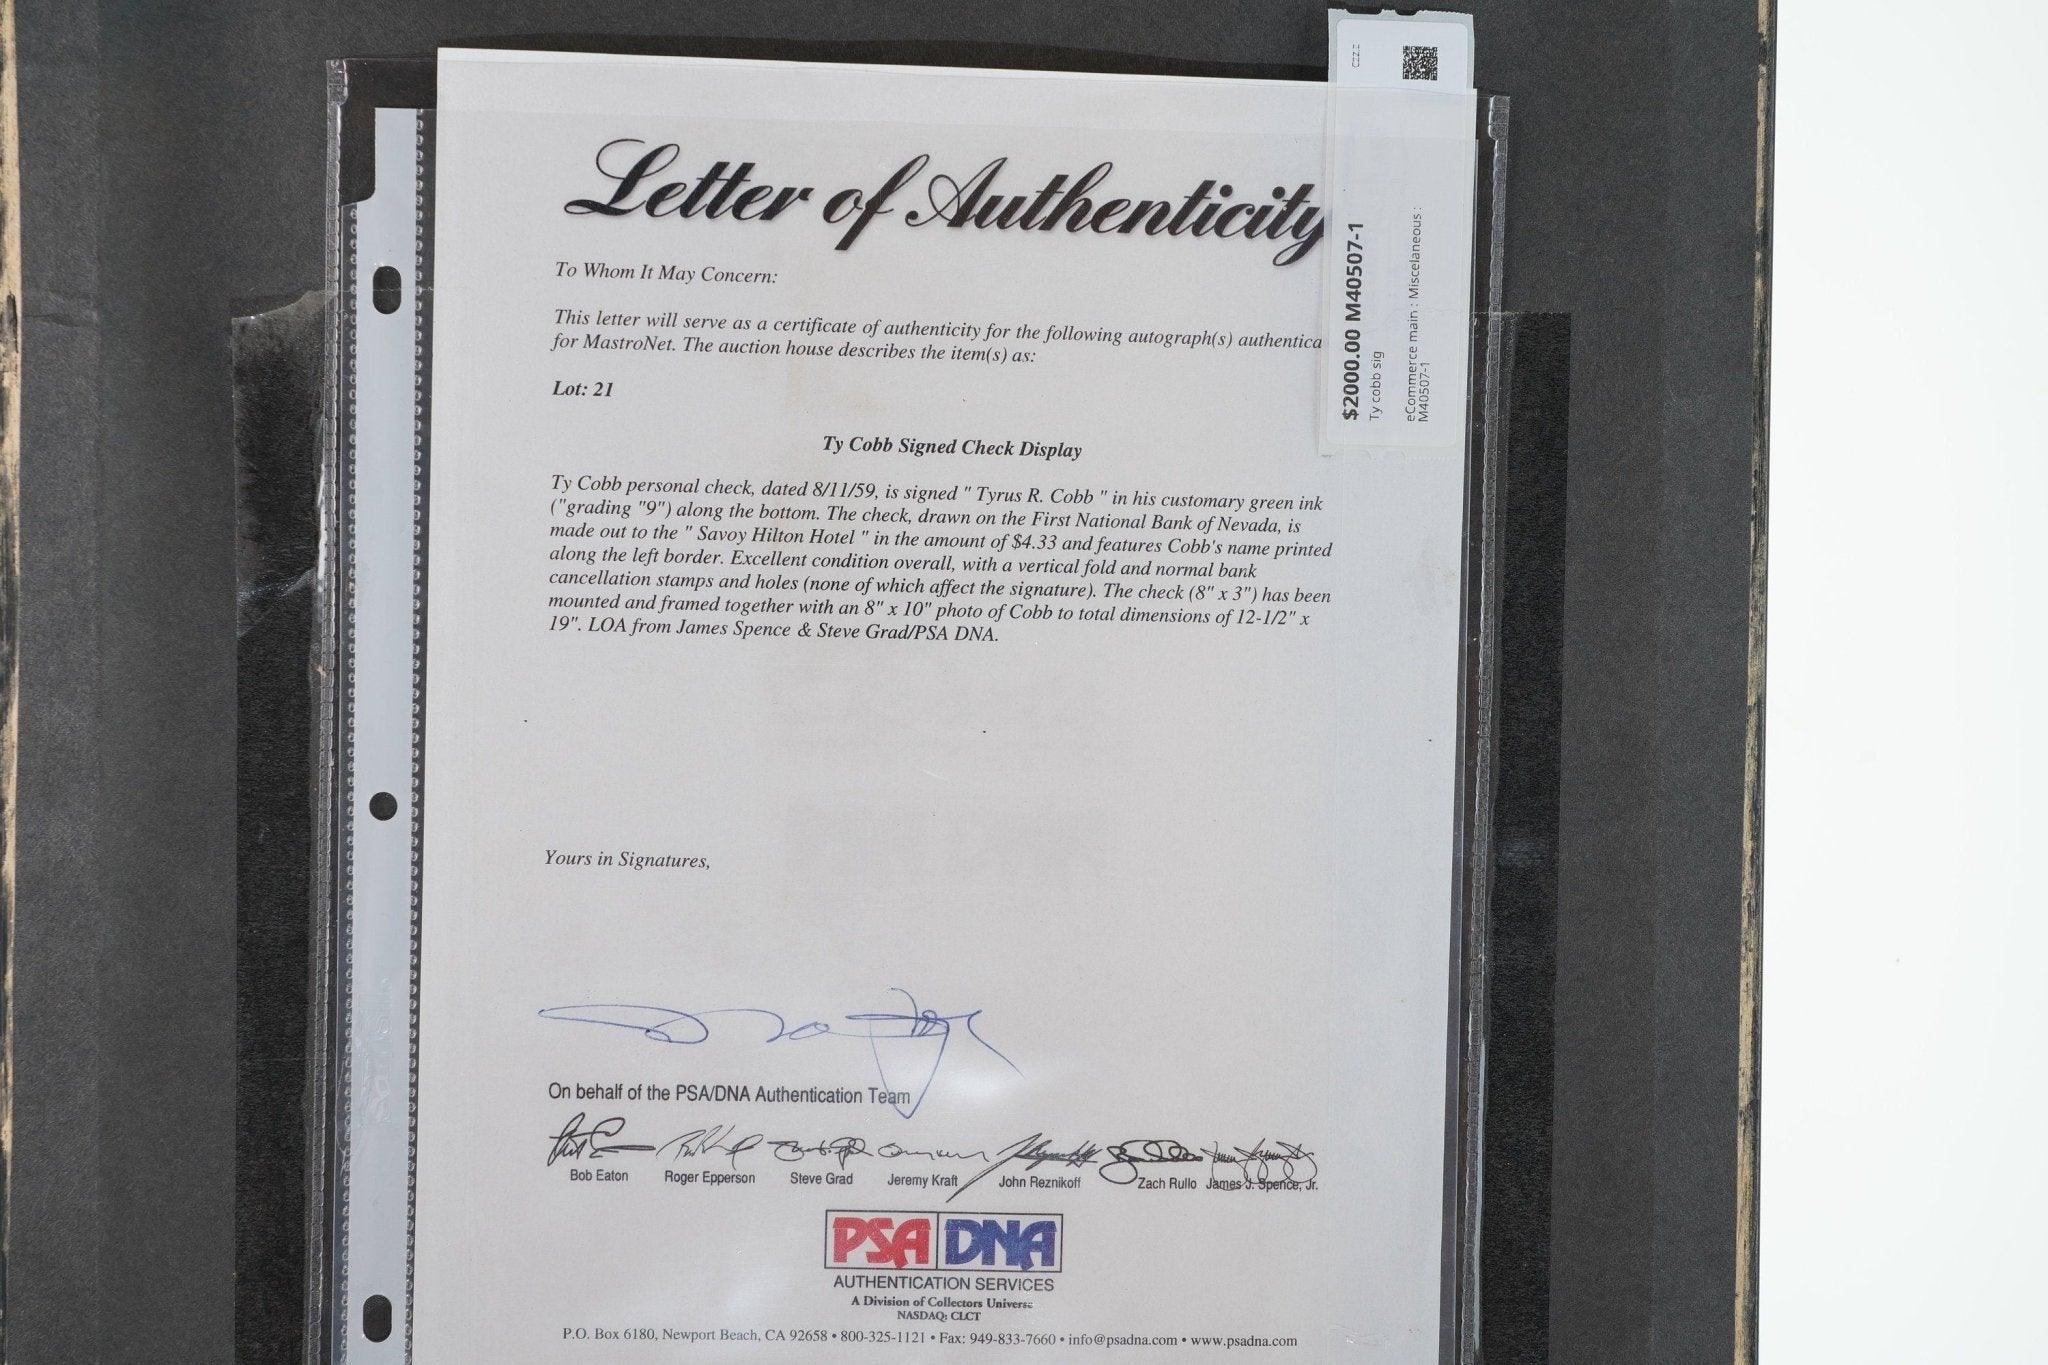 Letter of Authenticity
To Whom It May Concern:
This letter will serve as a certificate of authenticity for the following autograph(s) authentica
for MastroNet. The auction house describes the item(s) as:
Lot: 21
Ty Cobb Signed Check Display
Ty Cobb personal check, dated 8/11/59, is signed " Tyrus R. Cobb " in his customary green ink
("grading "9") along the bottom. The check, drawn on the First National Bank of Nevada, is
made out to the " Savoy Hilton Hotel " in the amount of $4.33 and features Cobb's name printed
along the left border. Excellent condition overall, with a vertical fold and normal bank
cancellation stamps and holes (none of which affect the signature). The check (8" x 3") has been
mounted and framed together with an 8" x 10" photo of Cobb to total dimensions of 12-1/2" x
19". LOA from James Spence & Steve Grad/PSA DNA.
Yours in Signatures,
On behalf of the PSA/DNA Authentication Team
Bob Eaton Roger Epperson Steve Grad Jeremy Kraft John Reznikoff Zach Rullo James J. Spence, Jr.
PSA DNA
AUTHENTICATION SERVICES
A Division of Collectors Universe
NASDAQ: CLCT
P.O. Box 6180, Newport Beach, CA 92658 • 800-325-1121 • Fax: 949-833-7660 • info@psadna.com • www.psadna.com
$2000.00 M40507-1
Ty cobb sig
eCommerce main : Miscelaneous :
M40507-1